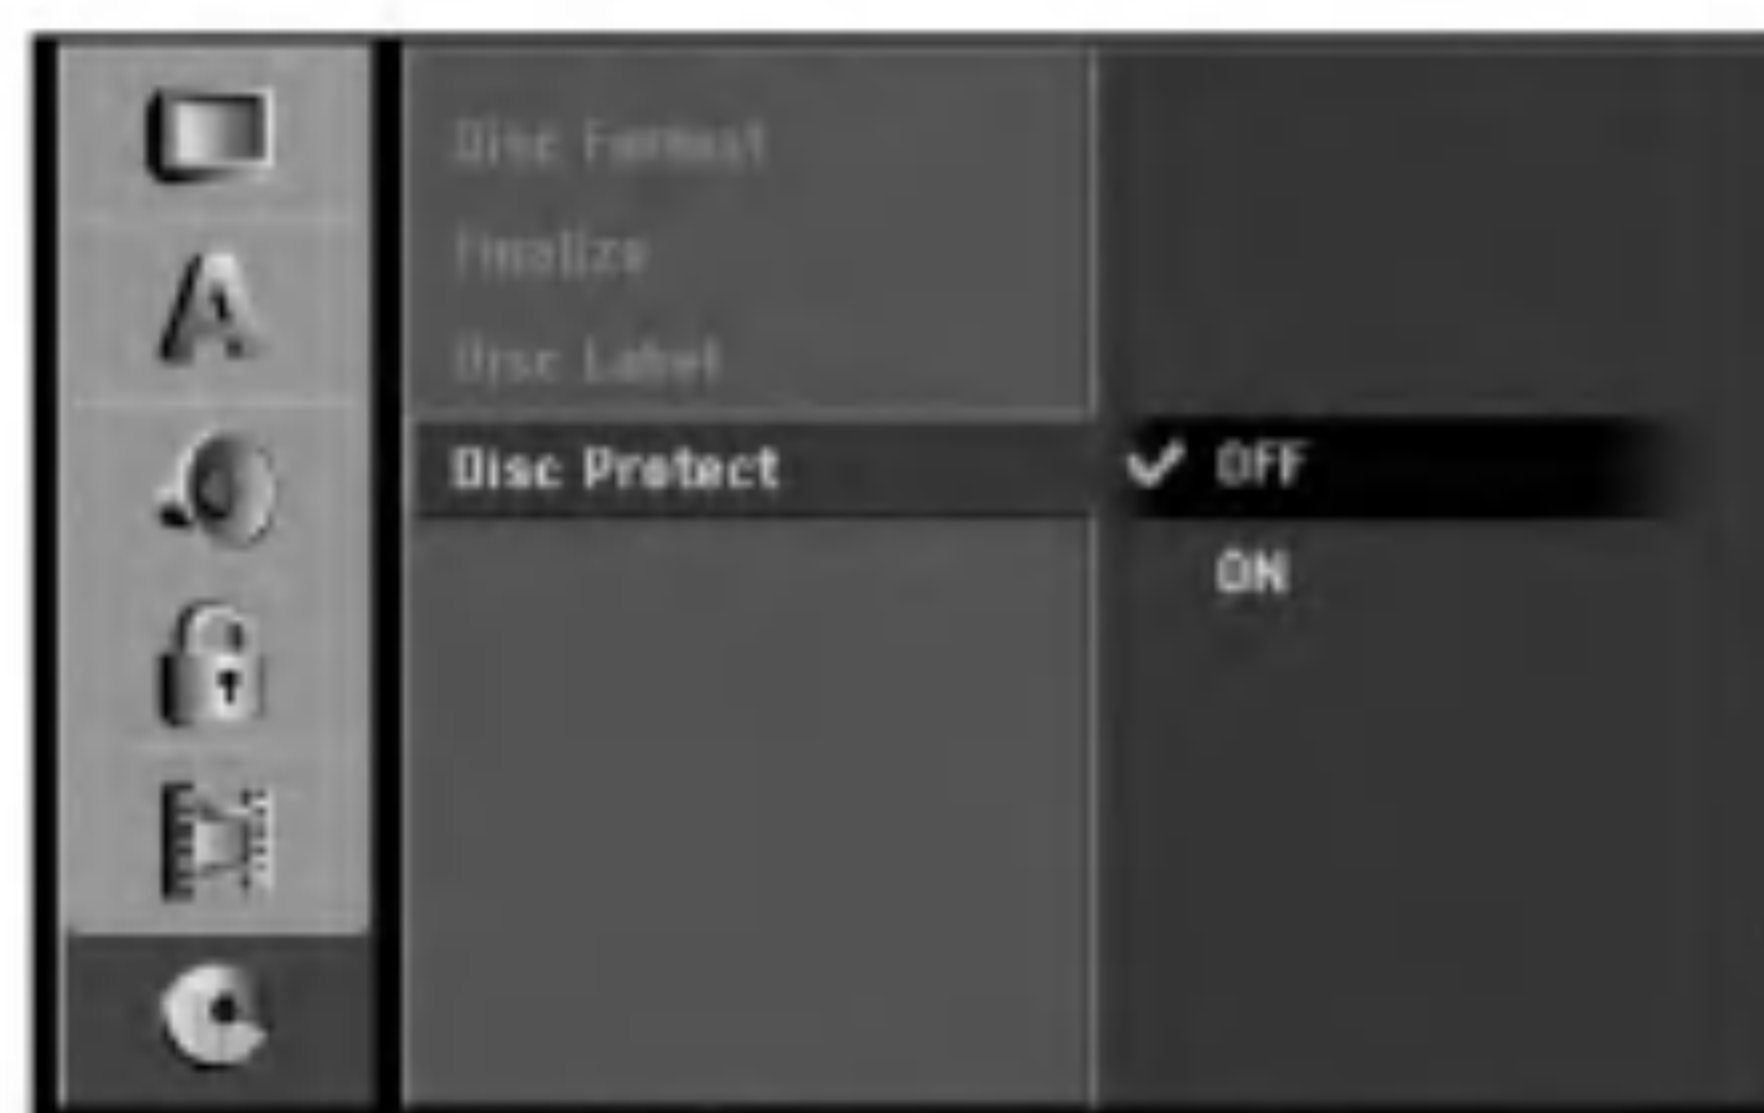 Disc Format
Finalize
Disc Label
Disc Protect
OFF
ON